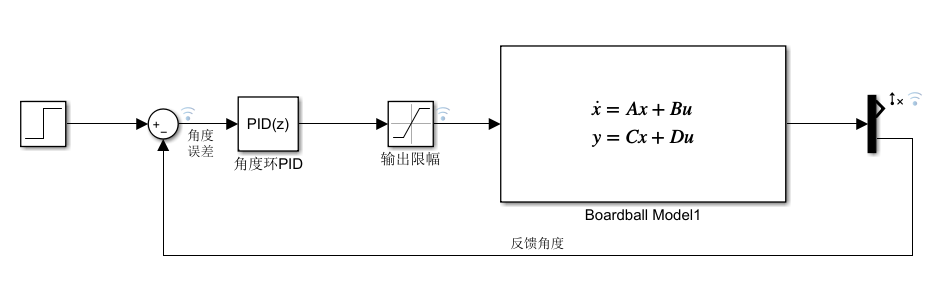 +
−
角度
误差
PID(z)
角度环PID
输出限幅
ẋ = Ax + Bu
y = Cx + Du
Boardball Model1
x
反馈角度